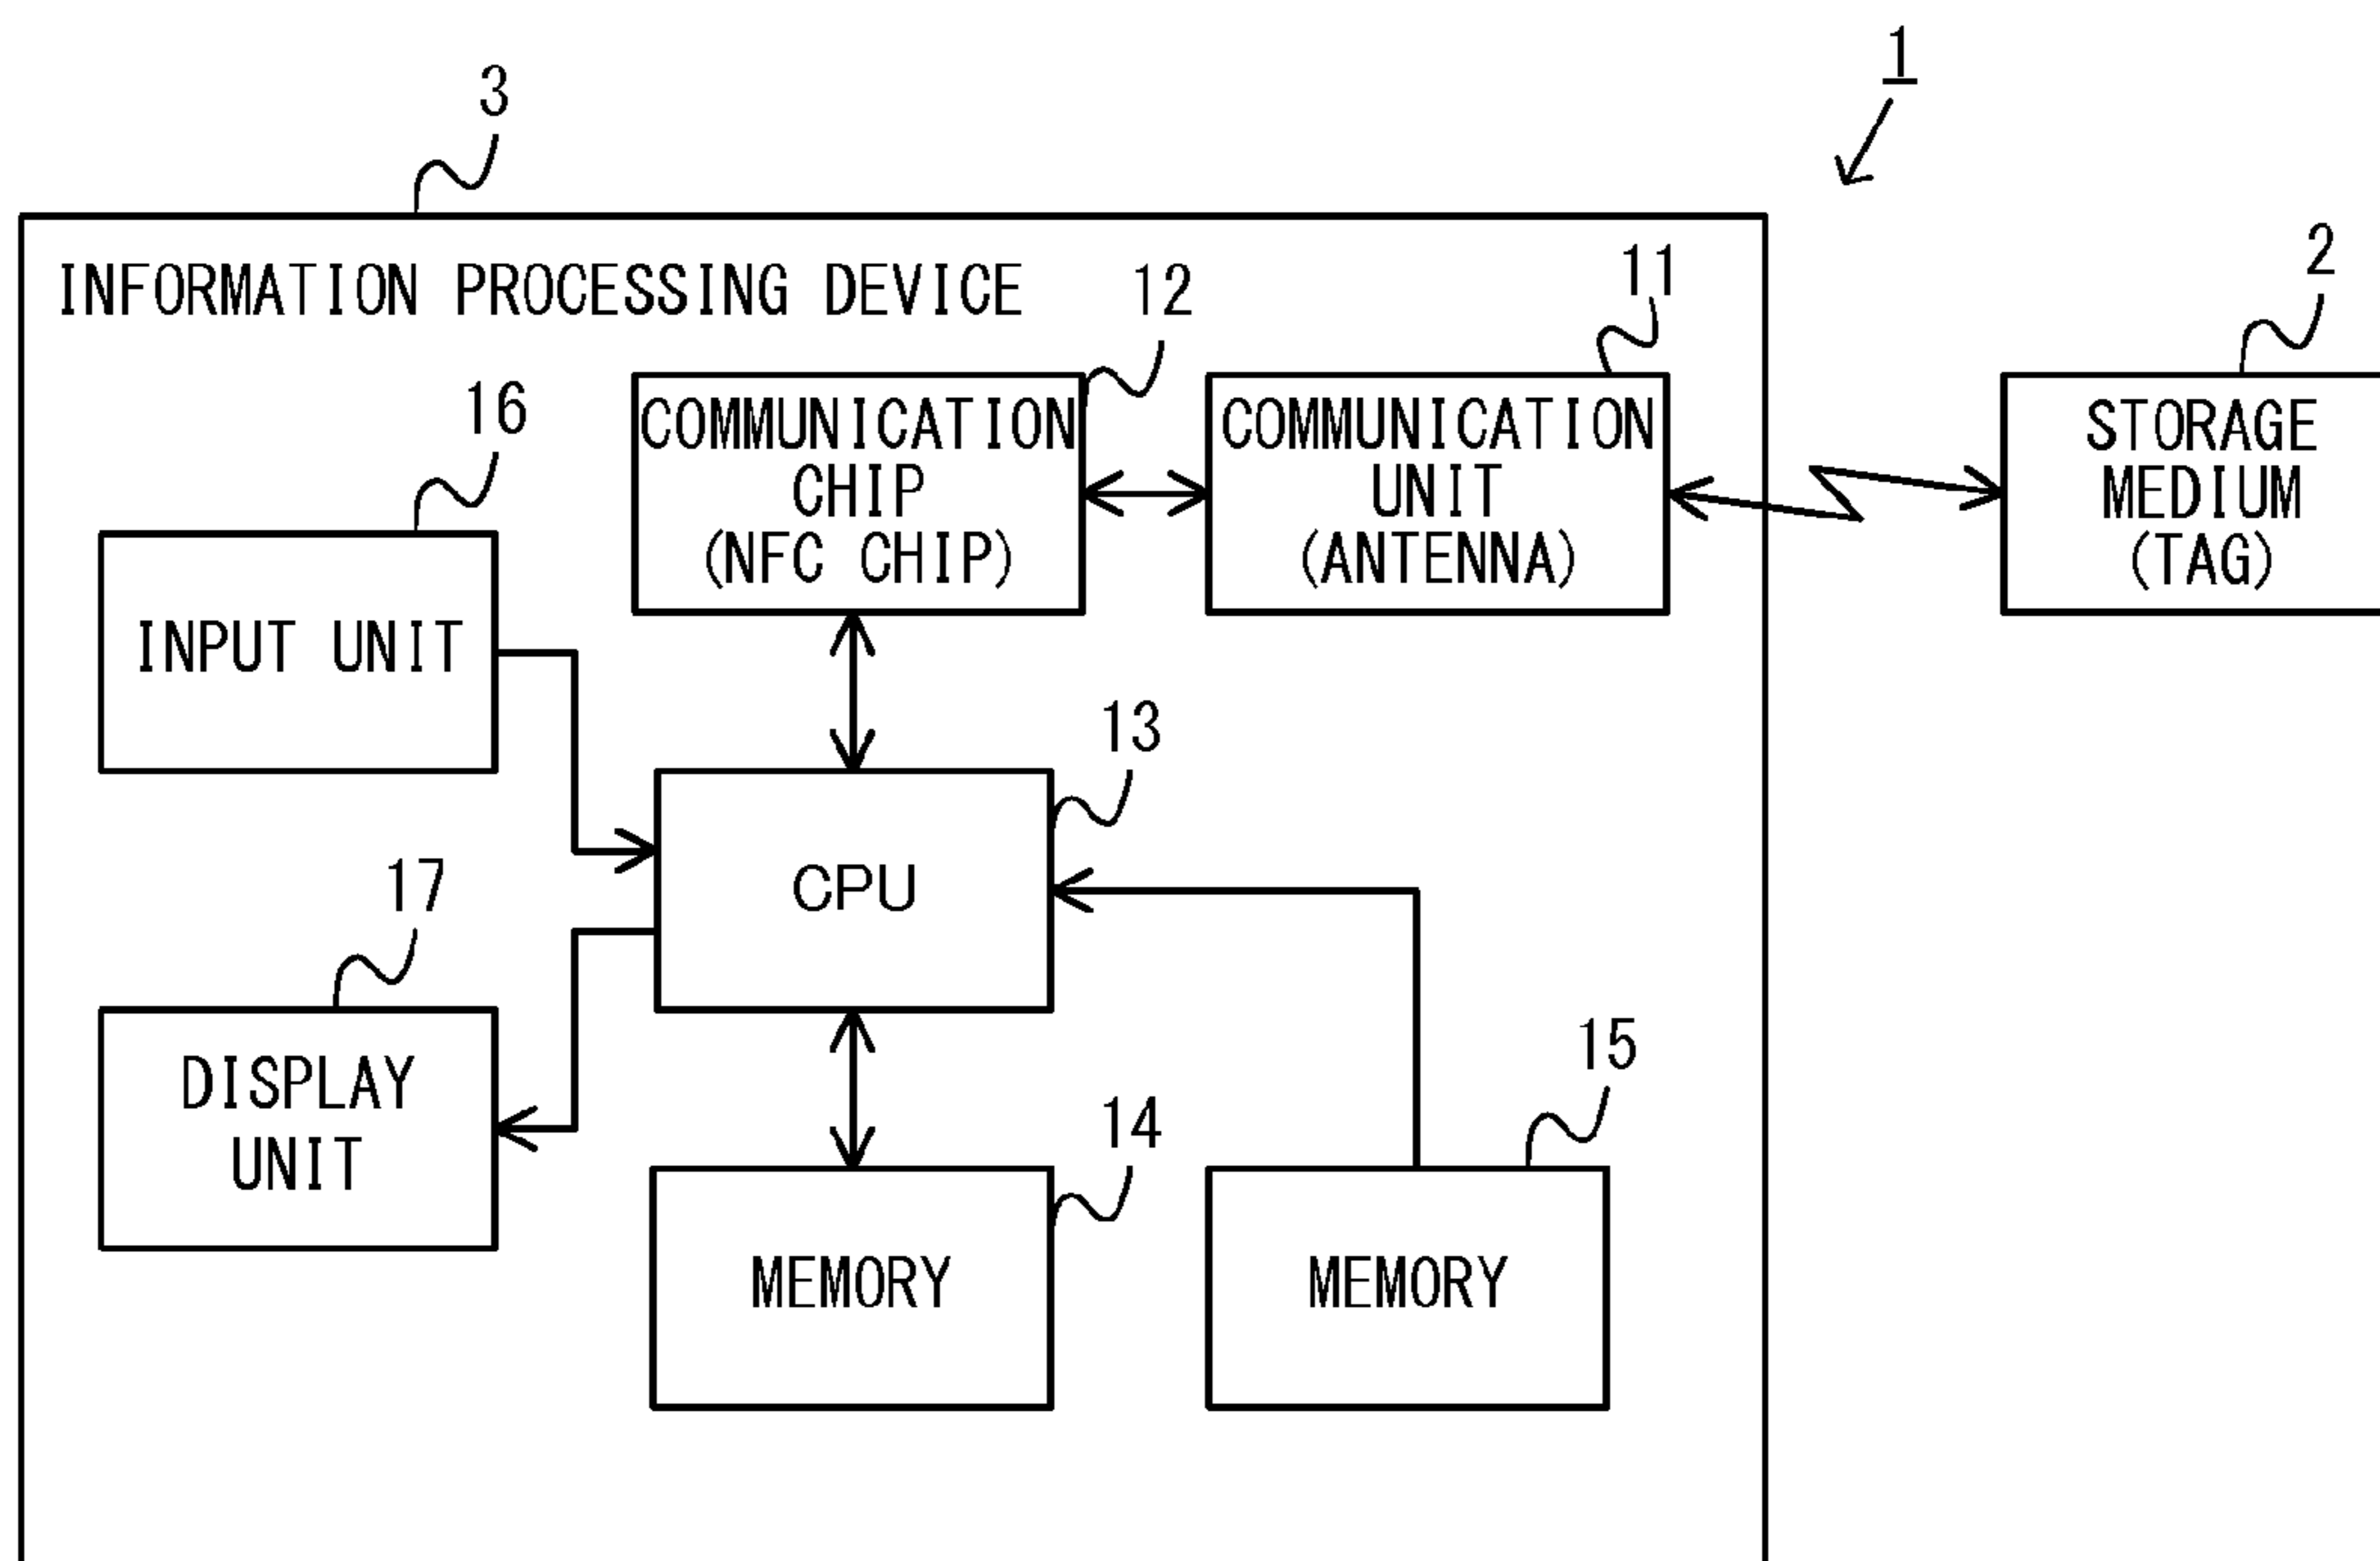 1
3
2
INFORMATION PROCESSING DEVICE
12
11
16
COMMUNICATION
CHIP
(NFC CHIP)
COMMUNICATION
UNIT
(ANTENNA)
STORAGE
MEDIUM
(TAG)
INPUT UNIT
13
CPU
17
DISPLAY
UNIT
14
MEMORY
15
MEMORY